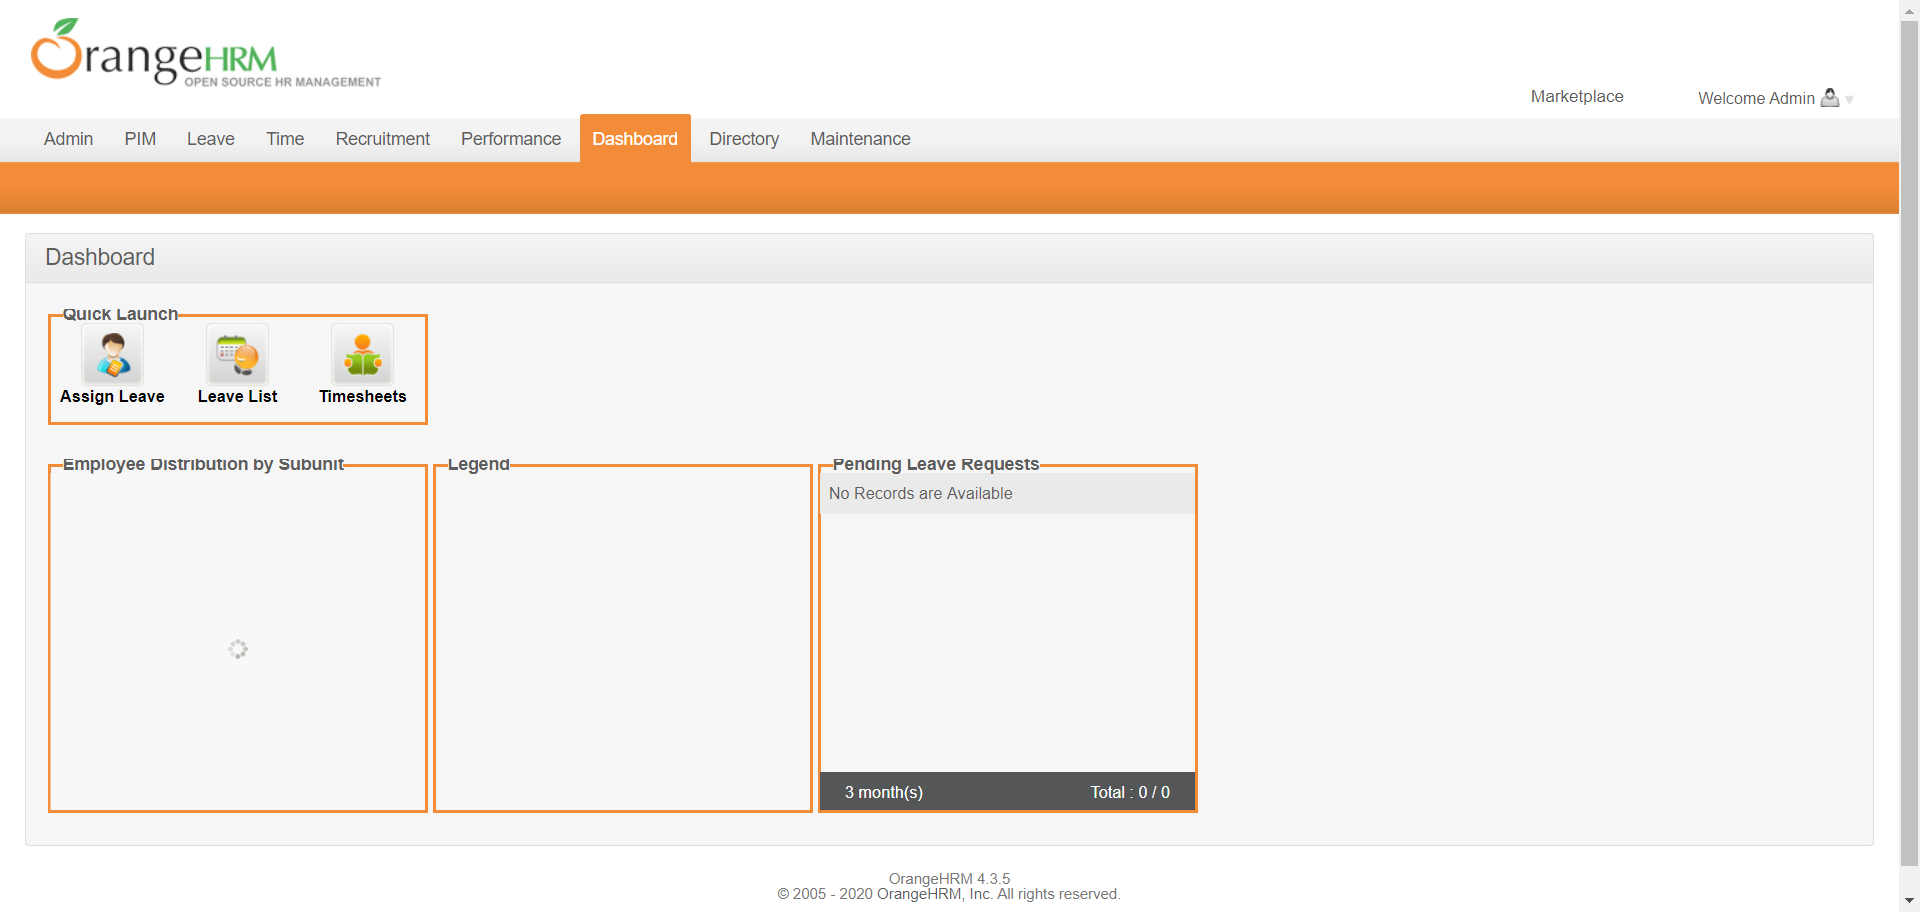 OrangeHRM
OPEN SOURCE HR MANAGEMENT
Marketplace
Welcome Admin
Admin PIM Leave Time Recruitment Performance Dashboard Directory Maintenance
Dashboard
Quick Launch
Assign Leave Leave List Timesheets
Employee Distribution by Subunit Legend Pending Leave Requests
No Records are Available
3 month(s) Total : 0 / 0
OrangeHRM 4.3.5
© 2005 - 2020 OrangeHRM, Inc. All rights reserved.